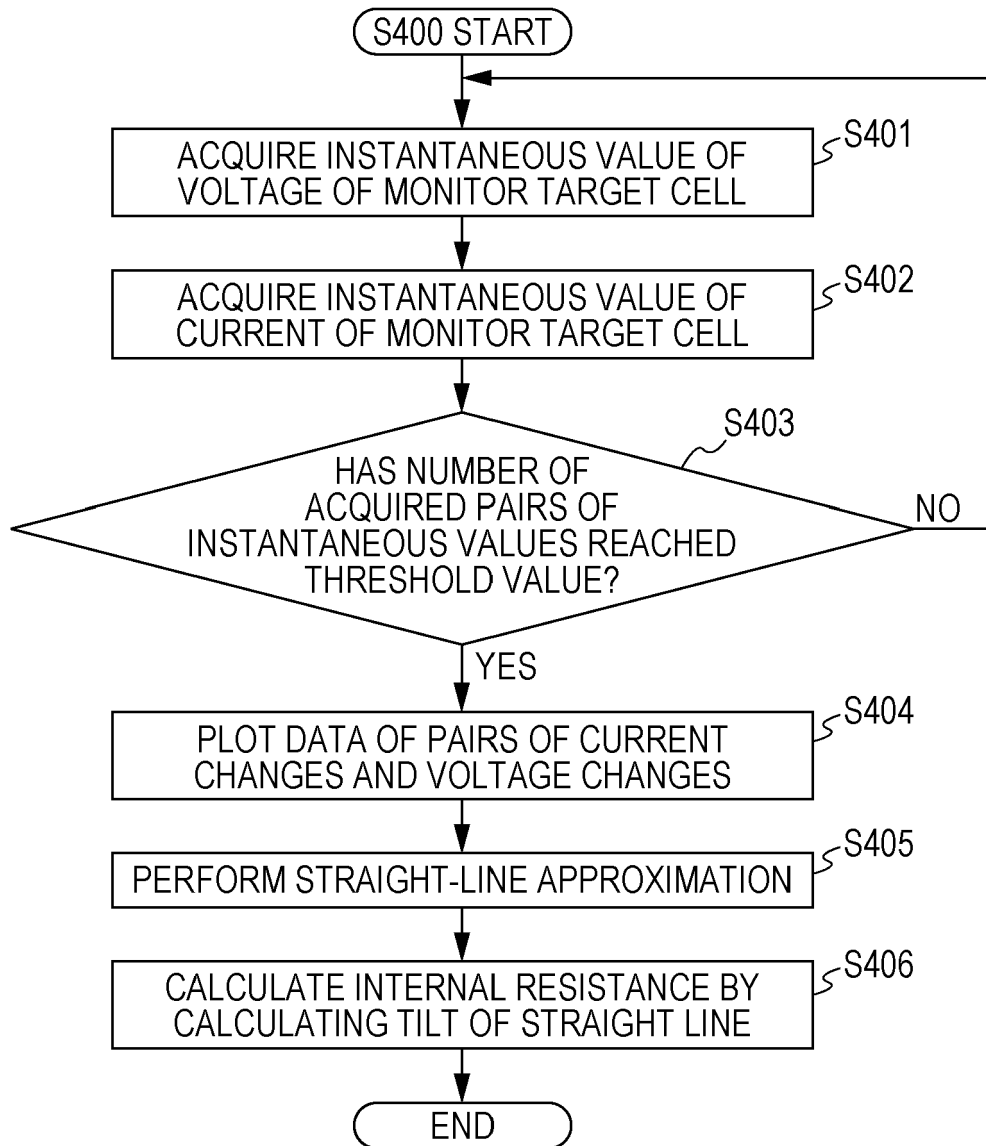 S400 START
S401
ACQUIRE INSTANTANEOUS VALUE OF
VOLTAGE OF MONITOR TARGET CELL
S402
ACQUIRE INSTANTANEOUS VALUE OF
CURRENT OF MONITOR TARGET CELL
S403
HAS NUMBER OF
ACQUIRED PAIRS OF
INSTANTANEOUS VALUES REACHED
THRESHOLD VALUE?
NO
YES
S404
PLOT DATA OF PAIRS OF CURRENT
CHANGES AND VOLTAGE CHANGES
S405
PERFORM STRAIGHT-LINE APPROXIMATION
S406
CALCULATE INTERNAL RESISTANCE BY
CALCULATING TILT OF STRAIGHT LINE
END